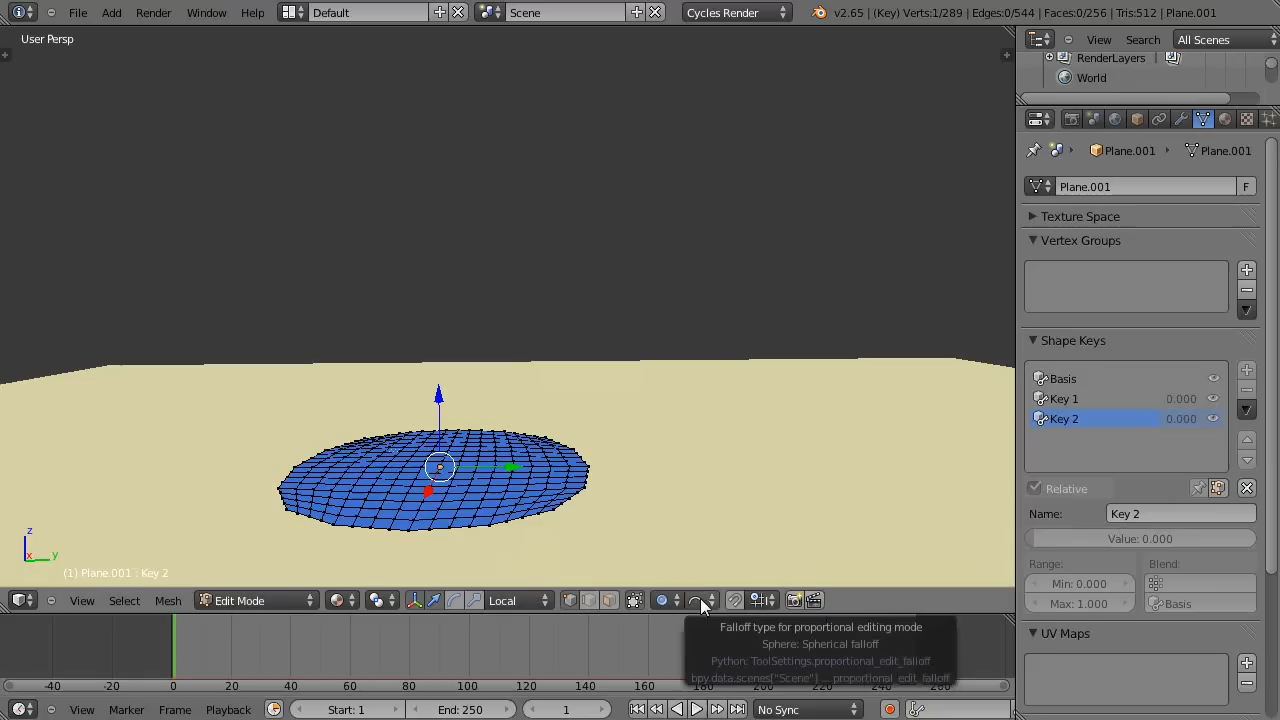 File Add Render Window Help Default Scene Cycles Render v2.65 | (Key) Verts:1/289 | Edges:0/544 | Faces:0/256 | Tris:512 | Plane.001
User Persp
View Search All Scenes
RenderLayers |
World
Plane.001 Plane.001
Plane.001 F
Texture Space
Vertex Groups
Shape Keys
Basis
Key 1 0.000
Key 2 0.000
Relative
Name: Key 2
Value: 0.000
Range: Blend:
Min: 0.000
Max: 1.000 Basis
UV Maps
z
x y
(1) Plane.001 : Key 2
View Select Mesh Edit Mode Local
Falloff type for proportional editing mode
Sphere: Spherical falloff
Python: ToolSettings.proportional_edit_falloff
bpy.data.scenes["Scene"] ... proportional_edit_falloff
-40 -20 0 20 40 60 80 100 120 140 160
View Marker Frame Playback Start: 1 End: 250 1 No Sync